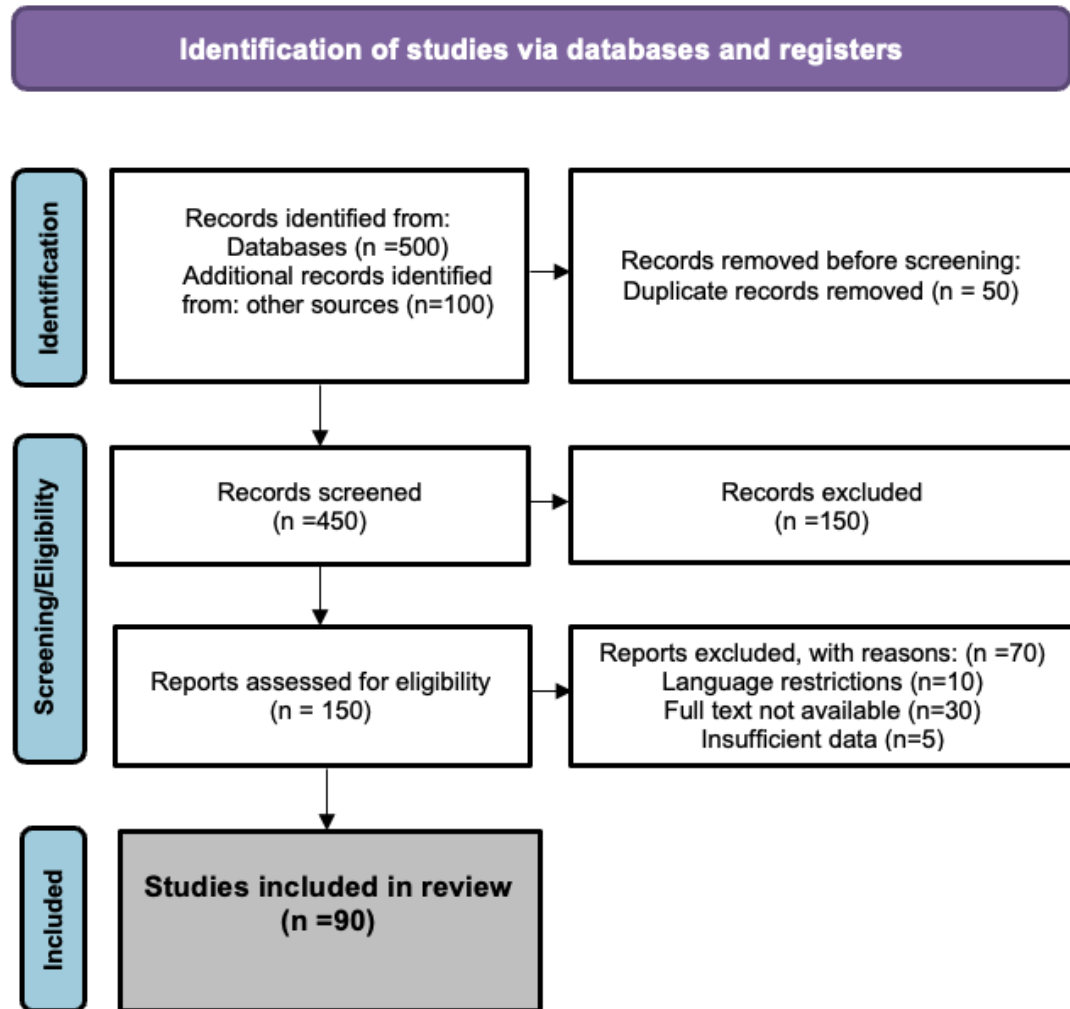 Identification of studies via databases and registers
Identification
Records identified from:
Databases (n =500)
Additional records identified
from: other sources (n=100)
Records removed before screening:
Duplicate records removed (n = 50)
Screening/Eligibility
Records screened
(n =450)
Records excluded
(n =150)
Reports assessed for eligibility
(n = 150)
Reports excluded, with reasons: (n =70)
Language restrictions (n=10)
Full text not available (n=30)
Insufficient data (n=5)
Included
Studies included in review
(n =90)